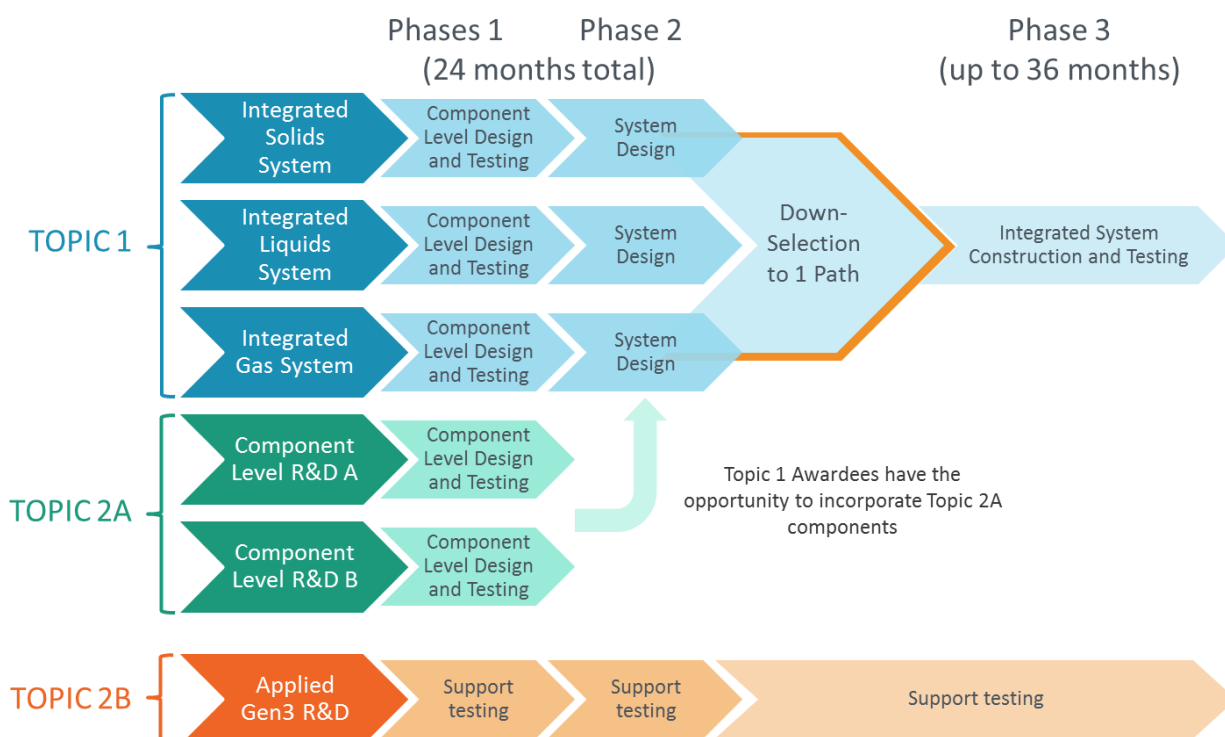 Phases 1
Phase 2
(24 months total)
Phase 3
(up to 36 months)
TOPIC 1
Integrated
Solids
System
Component
Level Design
and Testing
System
Design
Integrated
Liquids
System
Component
Level Design
and Testing
System
Design
Integrated
Gas System
Component
Level Design
and Testing
System
Design
Down-
Selection
to 1 Path
Integrated System
Construction and Testing
TOPIC 2A
Component
Level R&D A
Component
Level Design
and Testing
Component
Level R&D B
Component
Level Design
and Testing
Topic 1 Awardees have the
opportunity to incorporate Topic 2A
components
TOPIC 2B
Applied
Gen3 R&D
Support
testing
Support
testing
Support testing